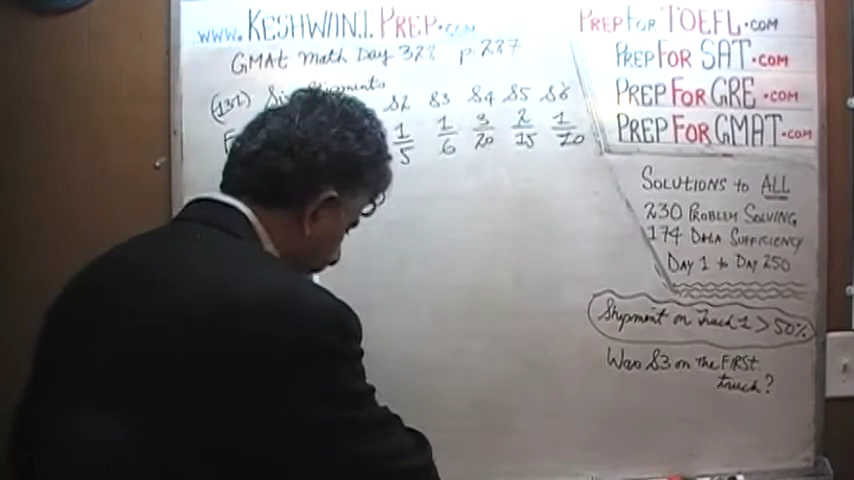 www.KESHWANI PREP.com
GMAT Math Day 322 p.287
(131) Six Shipments S2 S3 S4 S5 S6
F 1/5 1/6 3/20 2/15 1/10
PREP FOR TOEFL.COM
PREP FOR SAT.COM
PREP FOR GRE.COM
PREP FOR GMAT.COM
SOLUTIONS to ALL
230 PROBLEM SOLVING
174 DATA SUFFICIENCY
DAY 1 to DAY 250
Shipment on Truck 1 > 50%
Was S3 on the FIRST
truck?